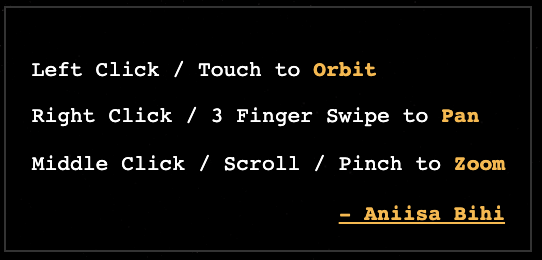 Left Click / Touch to Orbit
Right Click / 3 Finger Swipe to Pan
Middle Click / Scroll / Pinch to Zoom
– Aniisa Bihi